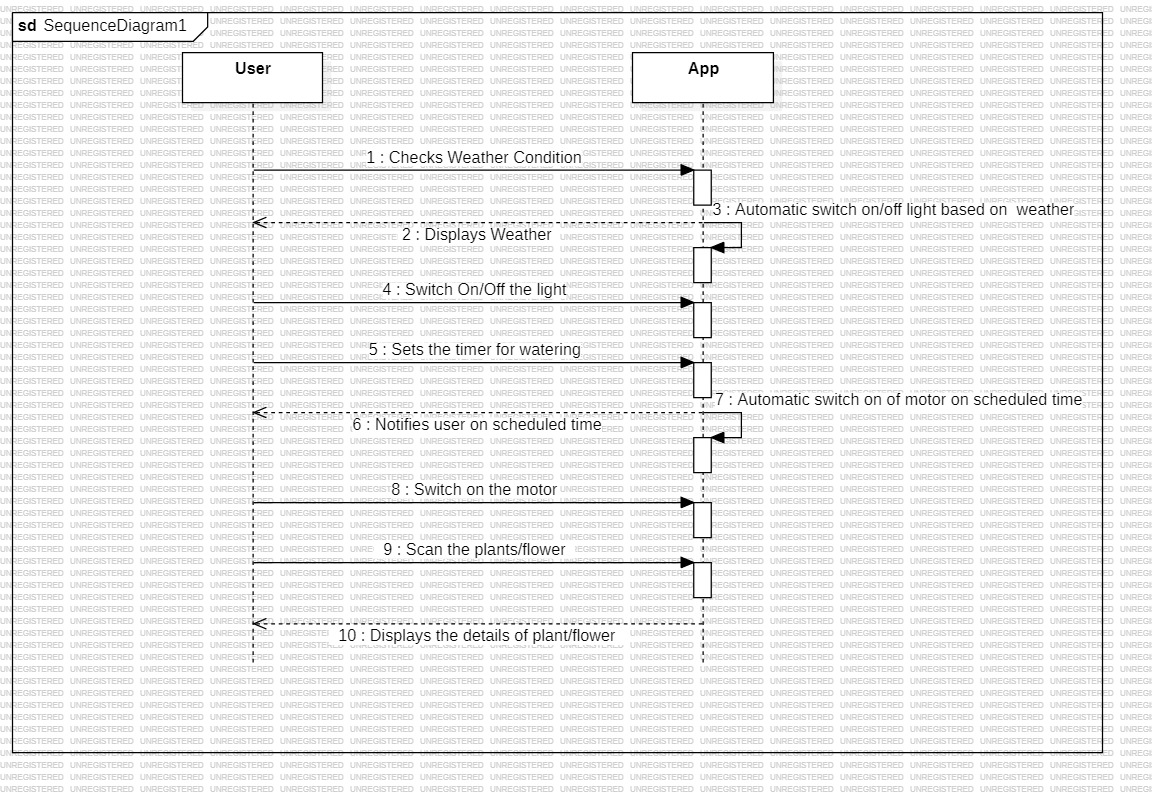 sd SequenceDiagram1
User
App
1 : Checks Weather Condition
3 : Automatic switch on/off light based on  weather
2 : Displays Weather
4 : Switch On/Off the light
5 : Sets the timer for watering
7 : Automatic switch on of motor on scheduled time
6 : Notifies user on scheduled time
8 : Switch on the motor
9 : Scan the plants/flower
10 : Displays the details of plant/flower
UNREGISTERED